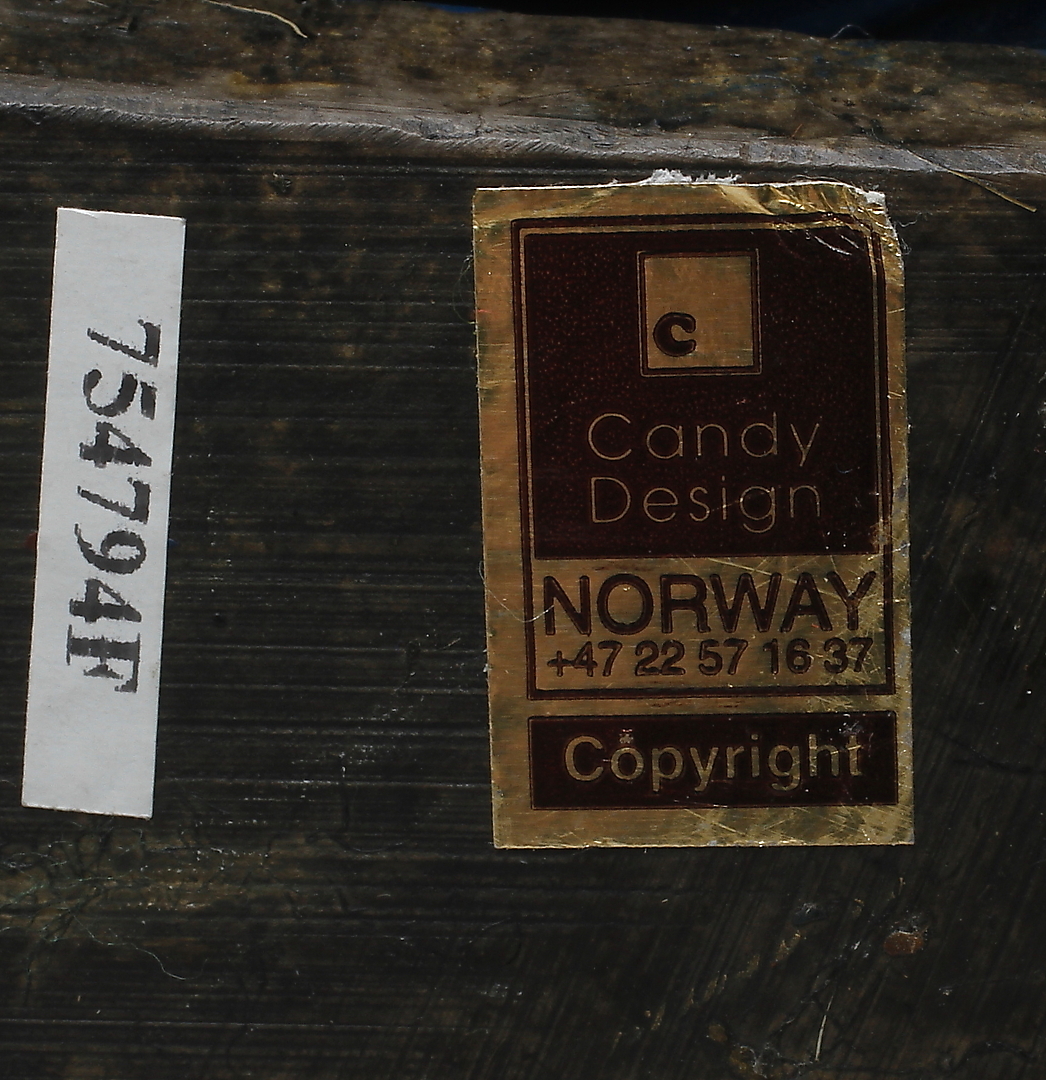 754794F
c
Candy
Design
NORWAY
+47 22 57 16 37
Copyright